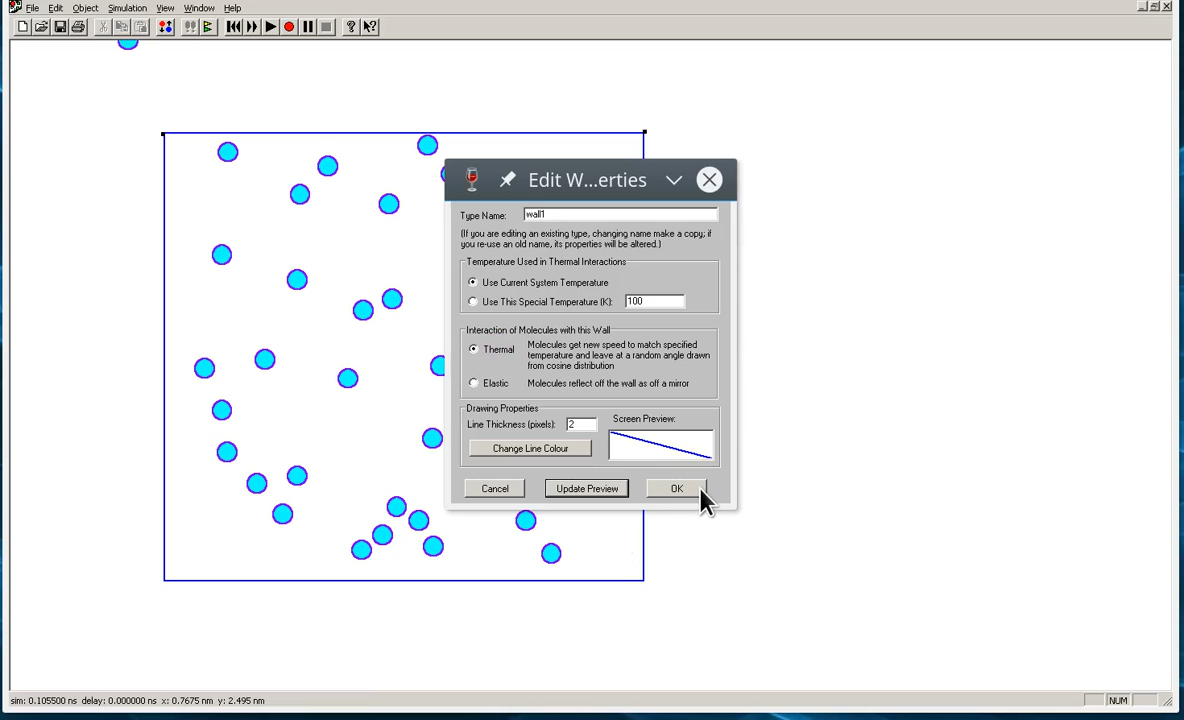 File Edit Object Simulation View Window Help
Edit W...erties
Type Name: wall1
(If you are editing an existing type, changing name make a copy; if
you re-use an old name, its properties will be altered.)
Temperature Used in Thermal Interactions
Use Current System Temperature
Use This Special Temperature (K): 100
Interaction of Molecules with this Wall
Thermal
Molecules get new speed to match specified
temperature and leave at a random angle drawn
from cosine distribution
Elastic Molecules reflect off the wall as off a mirror
Drawing Properties
Line Thickness (pixels): 2
Screen Preview:
Change Line Colour
Cancel Update Preview OK
sim: 0.105500 ns delay: 0.000000 ns x: 0.7675 nm y: 2.495 nm
NUM